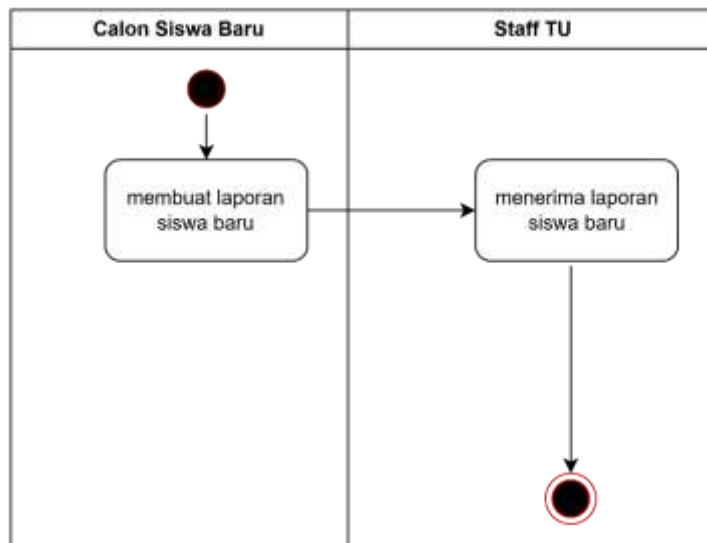 Calon Siswa Baru
Staff TU
membuat laporan
siswa baru
menerima laporan
siswa baru